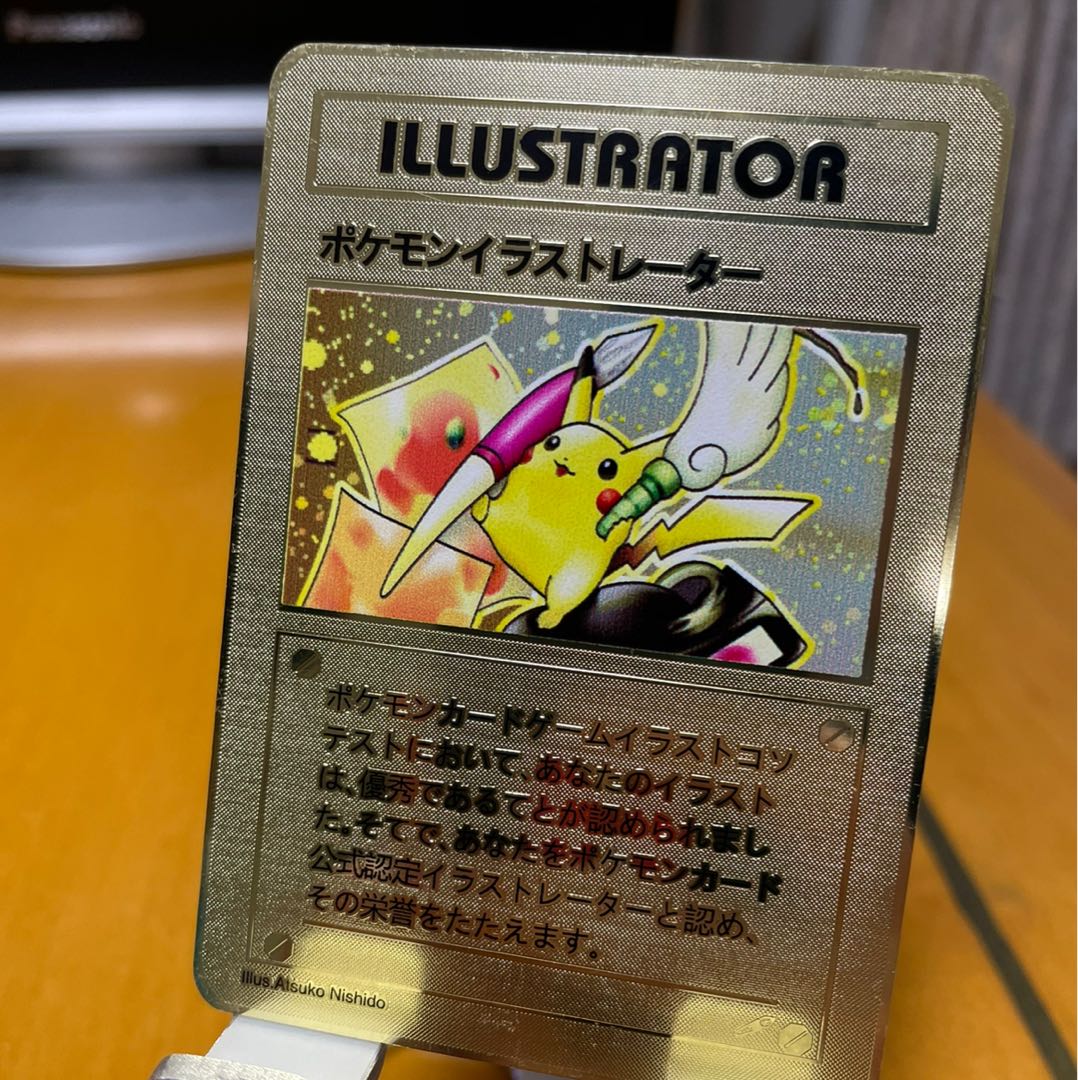 ILLUSTRATOR
ポケモンイラストレーター
ポケモンカードゲームイラストコソ
テストにおいて、あなたのイラスト
は、優秀であるてとが認められまし
た。そてで、あなたをポケモンカード
公式認定イラストレーターと認め、
その栄誉をたたえます。
Illus.Atsuko Nishido